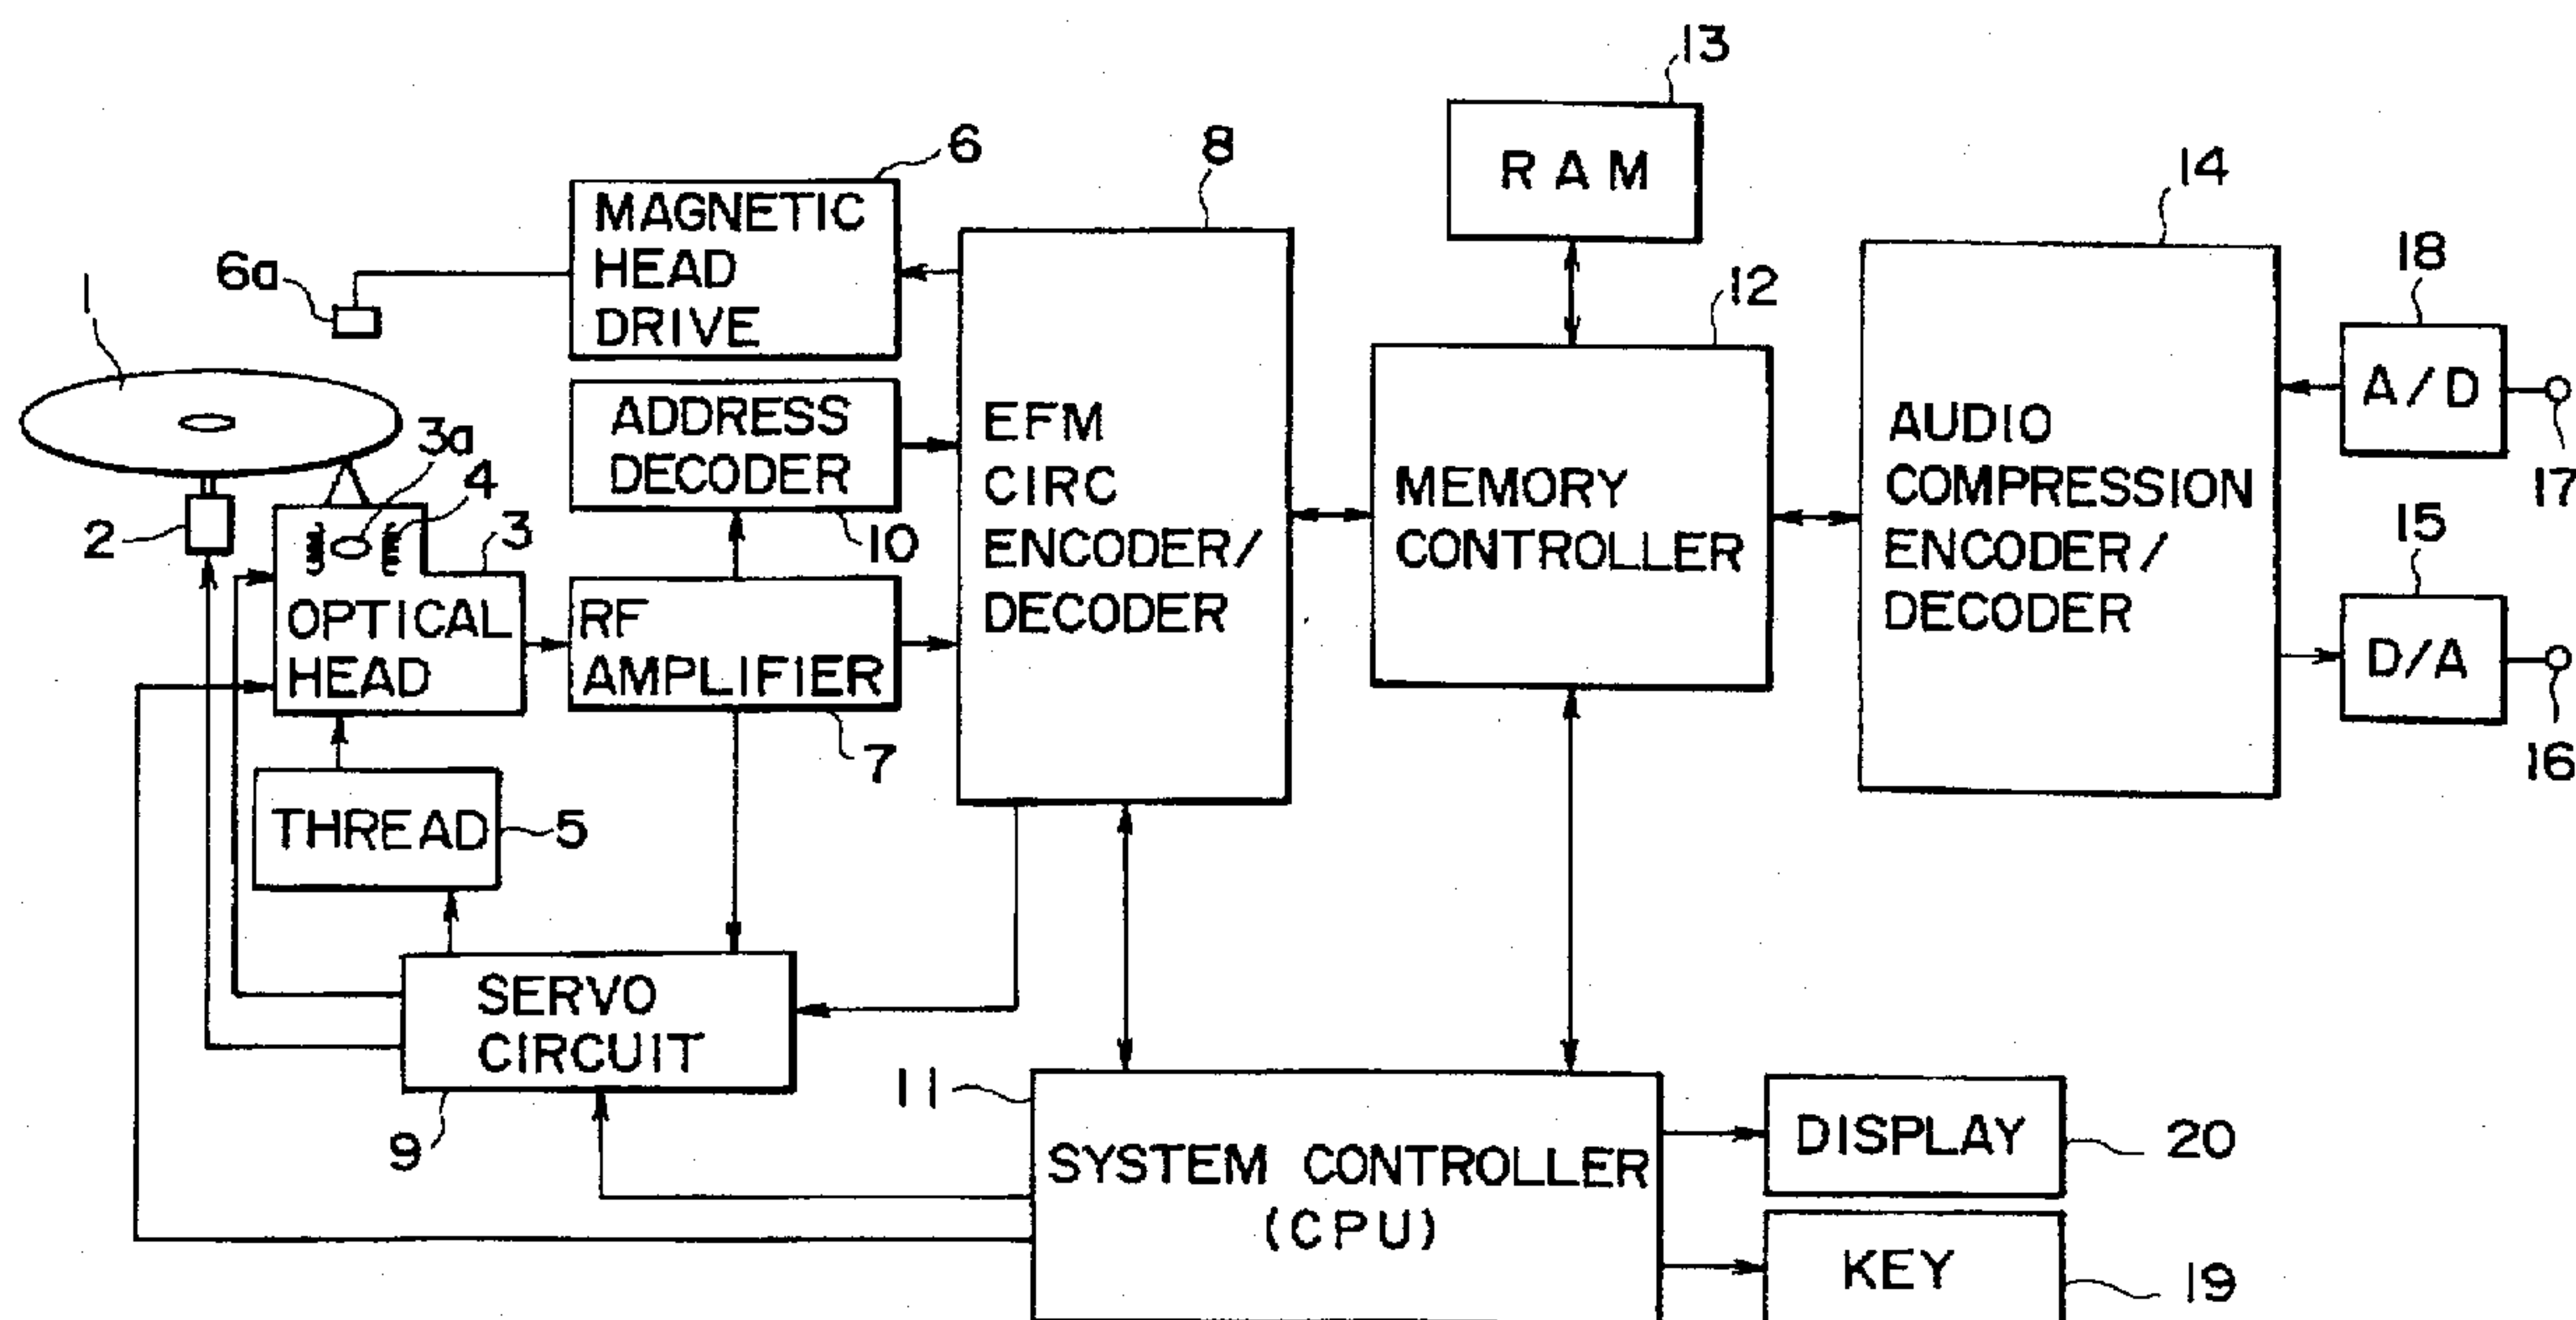 13
6
8
14
MAGNETIC
HEAD
DRIVE
RAM
6a
18
1
12
A/D
ADDRESS
DECODER
3a
4
EFM
CIRC
ENCODER/
DECODER
MEMORY
CONTROLLER
AUDIO
COMPRESSION
ENCODER/
DECODER
17
2
3
10
15
OPTICAL
HEAD
RF
AMPLIFIER
D/A
7
16
THREAD
5
SERVO
CIRCUIT
9
11
SYSTEM CONTROLLER
(CPU)
DISPLAY
20
KEY
19